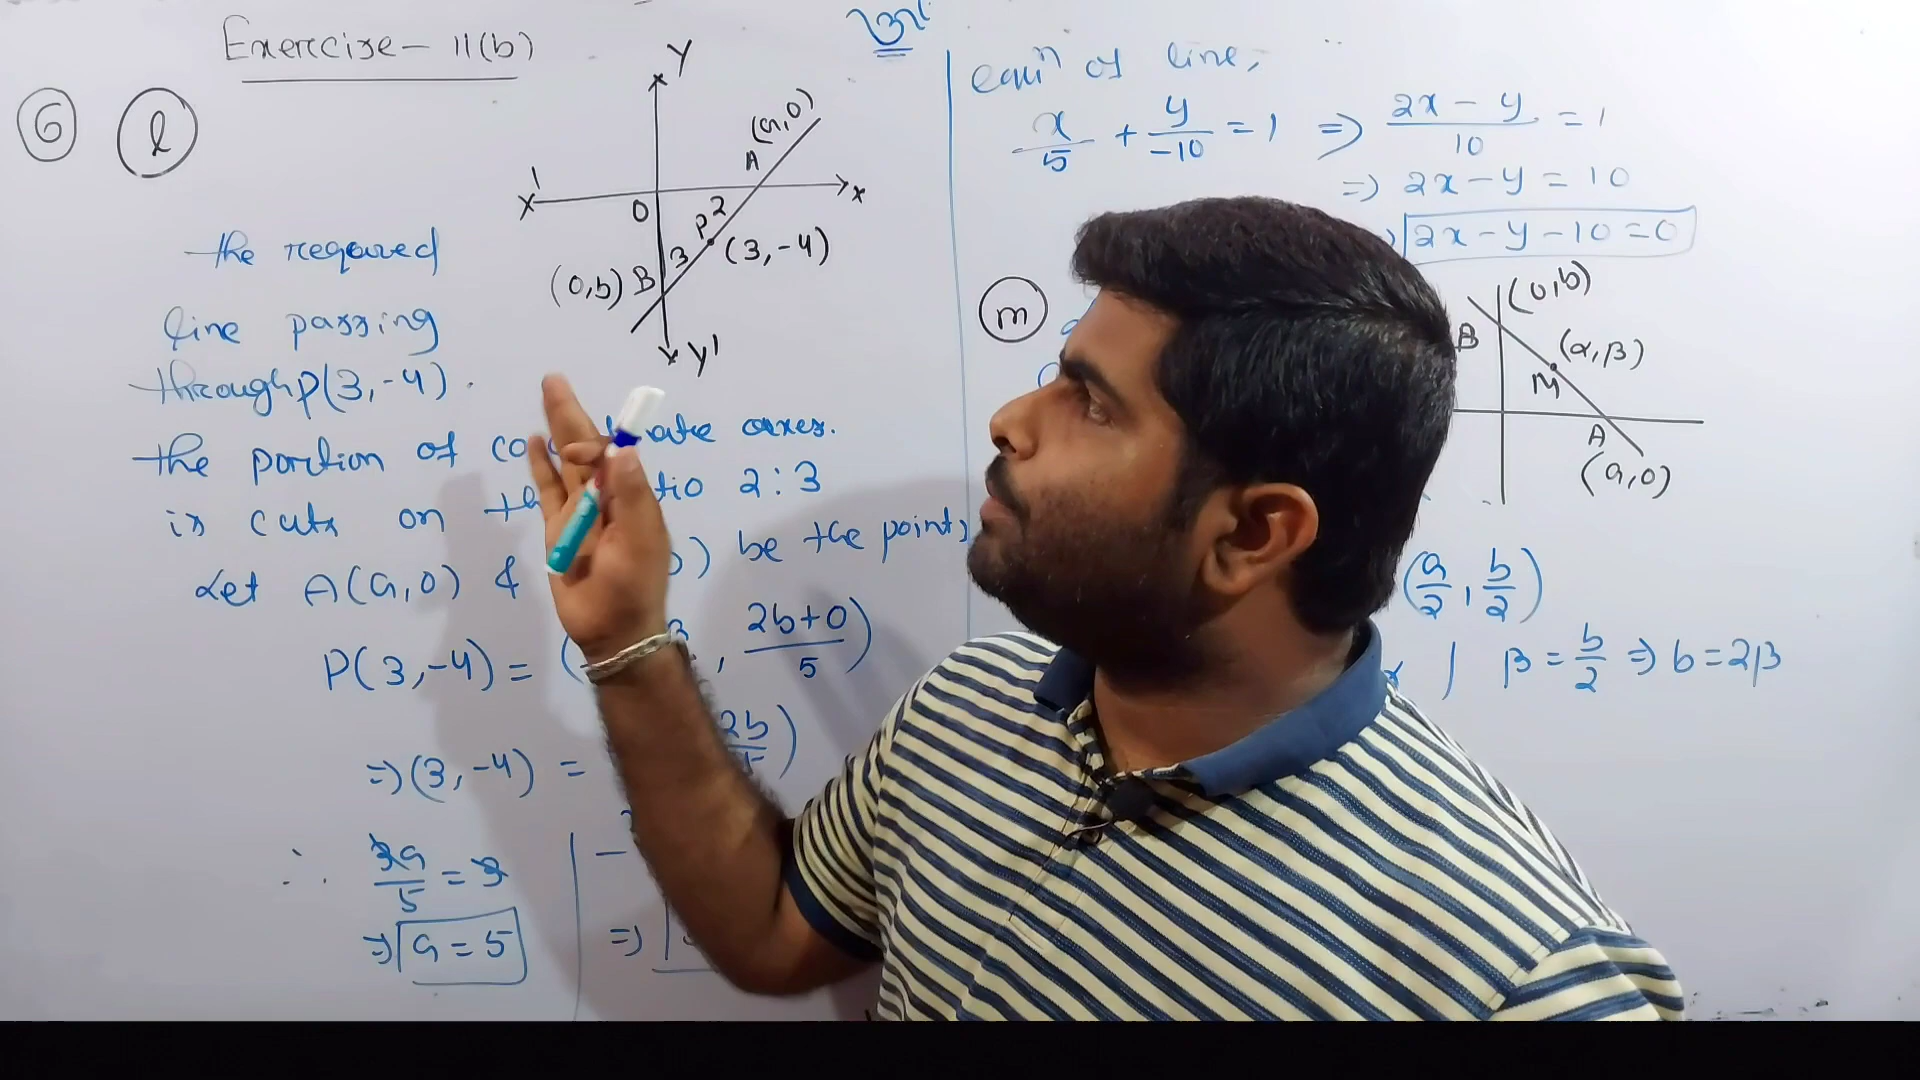 Exercise - 11(b)
6 l
Y
A (a,0)
X' O X
P 2
3 (3,-4)
(0,b) B
Y'
the required
line passing
through P(3,-4).
the portion of axes.
is cuts on 2:3
Let A(a,0) & be the points
P(3,-4) = ( , 2b+0/5)
=> (3,-4) =
∴ 3a/5 = 3
=> a = 5
=>
of line,
x/5 + y/-10 = 1 => 2x - y/10 = 1
=> 2x - y = 10
2x - y - 10 = 0
m
(0,b)
B
(α,β)
M
A
(a,0)
(a/2, b/2)
β = b/2 => b = 2β